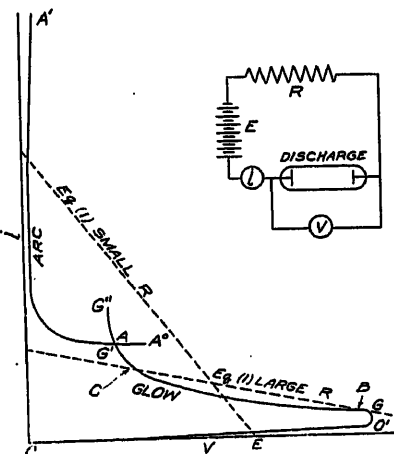 A'
R
E
DISCHARGE
i
V
i
ARC
Eq. (1) SMALL R
G"
A
A°
G'
C
GLOW
Eq (1) LARGE R
B
G
O'
V
E